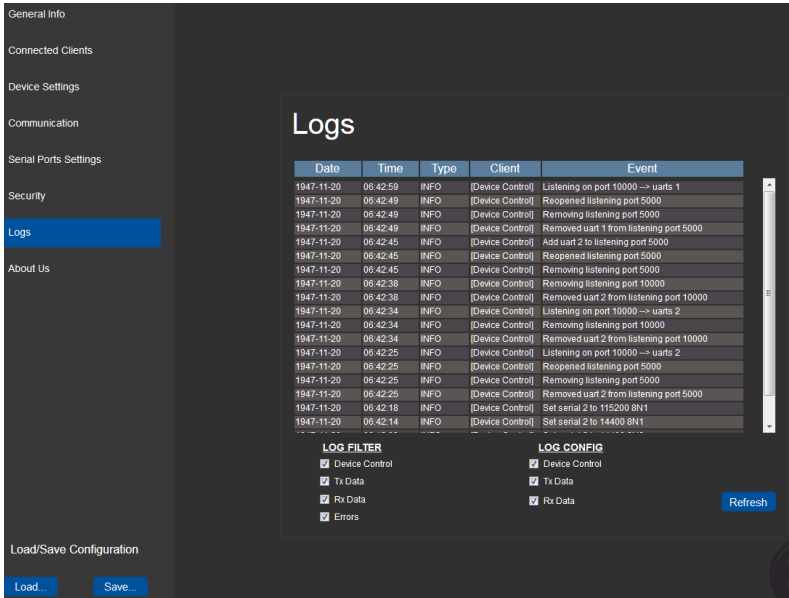 General Info
Connected Clients
Device Settings
Communication
Serial Ports Settings
Security
Logs
About Us
Load/Save Configuration
Load...
Save...
Logs
Date Time Type Client Event
1947-11-20 06:42:59 INFO [Device Control] Listening on port 10000 --> uarts 1
1947-11-20 06:42:49 INFO [Device Control] Reopened listening port 5000
1947-11-20 06:42:49 INFO [Device Control] Removing listening port 5000
1947-11-20 06:42:49 INFO [Device Control] Removed uart 1 from listening port 5000
1947-11-20 06:42:45 INFO [Device Control] Add uart 2 to listening port 5000
1947-11-20 06:42:45 INFO [Device Control] Reopened listening port 5000
1947-11-20 06:42:45 INFO [Device Control] Removing listening port 5000
1947-11-20 06:42:38 INFO [Device Control] Removing listening port 10000
1947-11-20 06:42:38 INFO [Device Control] Removed uart 2 from listening port 10000
1947-11-20 06:42:34 INFO [Device Control] Listening on port 10000 --> uarts 2
1947-11-20 06:42:34 INFO [Device Control] Removing listening port 10000
1947-11-20 06:42:34 INFO [Device Control] Removed uart 2 from listening port 10000
1947-11-20 06:42:25 INFO [Device Control] Listening on port 10000 --> uarts 2
1947-11-20 06:42:25 INFO [Device Control] Reopened listening port 5000
1947-11-20 06:42:25 INFO [Device Control] Removing listening port 5000
1947-11-20 06:42:25 INFO [Device Control] Removed uart 2 from listening port 5000
1947-11-20 06:42:18 INFO [Device Control] Set serial 2 to 115200 8N1
1947-11-20 06:42:14 INFO [Device Control] Set serial 2 to 14400 8N1
LOG FILTER
Device Control
Tx Data
Rx Data
Errors
LOG CONFIG
Device Control
Tx Data
Rx Data
Refresh